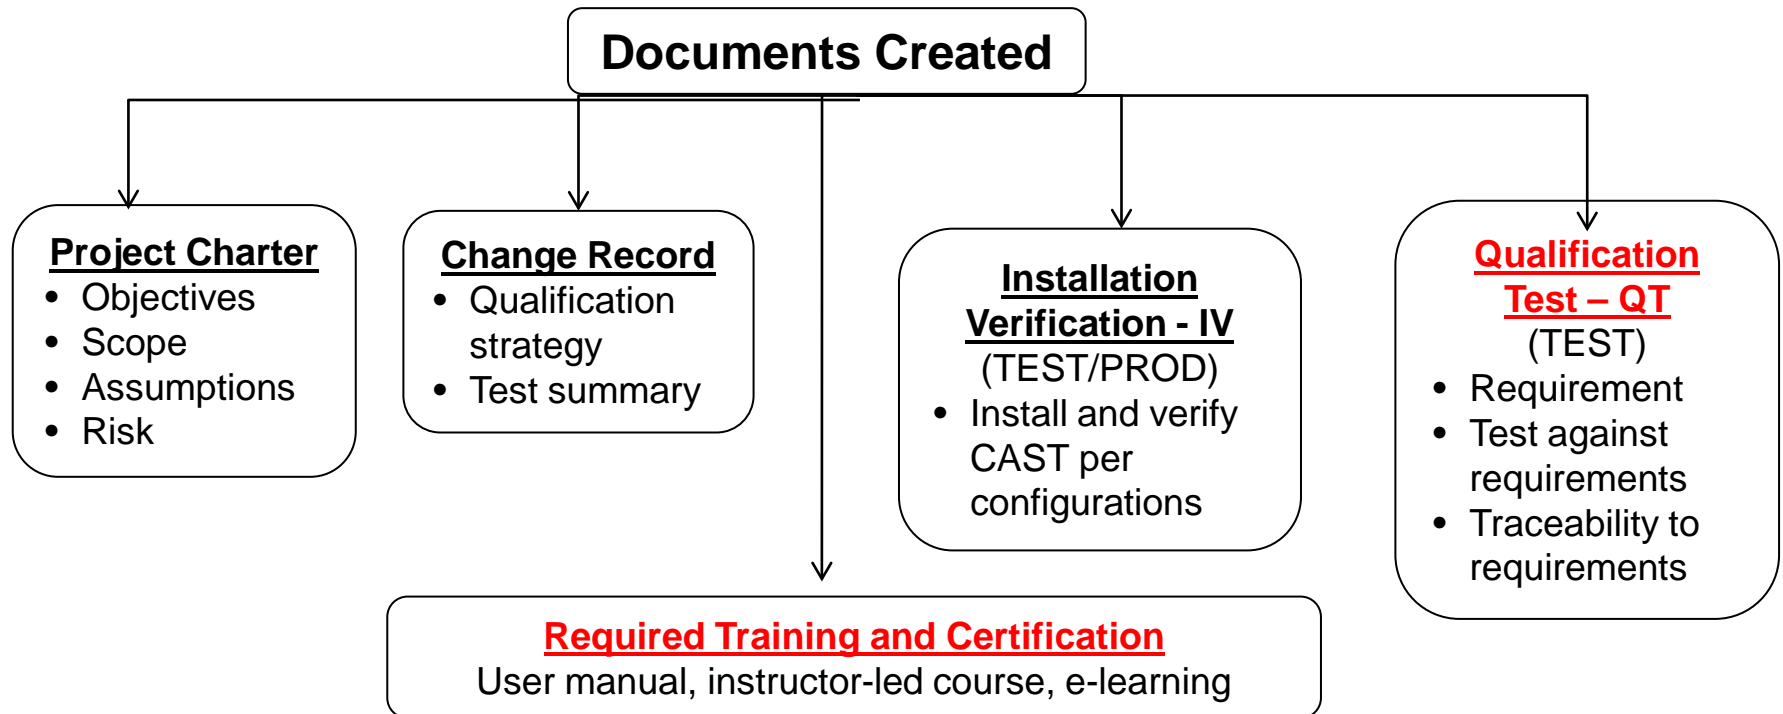 Documents Created
Project Charter
• Objectives
• Scope
• Assumptions
• Risk
Change Record
• Qualification
strategy
• Test summary
Installation
Verification - IV
(TEST/PROD)
• Install and verify
CAST per
configurations
Qualification
Test – QT
(TEST)
• Requirement
• Test against
requirements
• Traceability to
requirements
Required Training and Certification
User manual, instructor-led course, e-learning